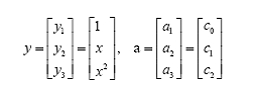 y = [y₁ y₂ y₃] = [1 x x²], a = [a₁ a₂ a₃] = [c₀ c₁ c₂]